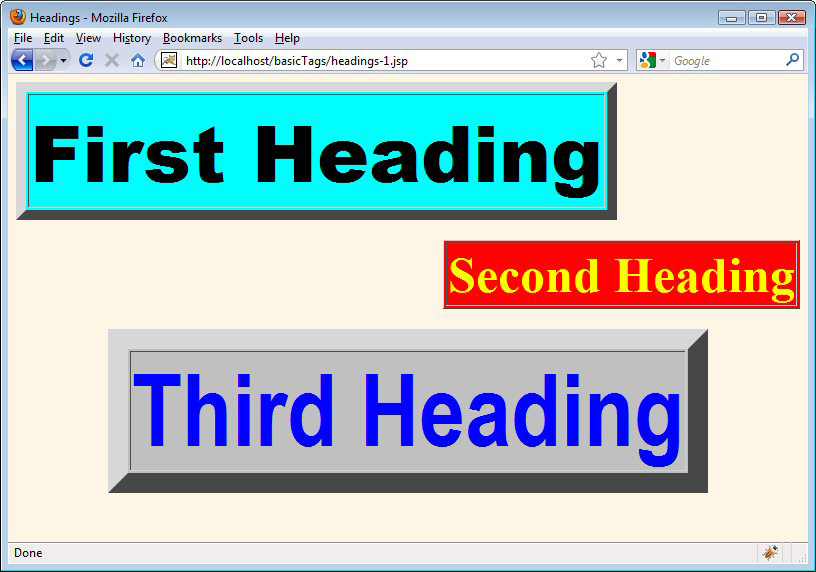 Headings - Mozilla Firefox
File Edit View History Bookmarks Tools Help
http://localhost/basicTags/headings-1.jsp Google
First Heading
Second Heading
Third Heading
Done